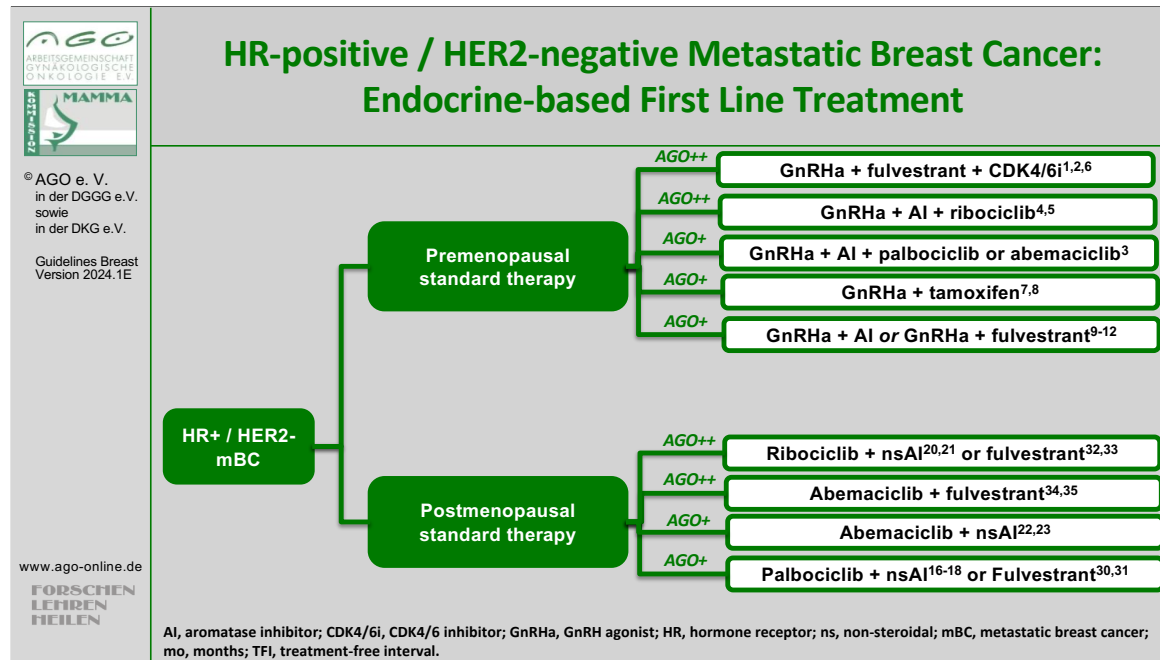 AGO
ARBEITSGEMEINSCHAFT
GYNÄKOLOGISCHE
ONKOLOGIE E.V.
KOMMISSION
MAMMA
© AGO e. V.
in der DGGG e.V.
sowie
in der DKG e.V.
Guidelines Breast
Version 2024.1E
www.ago-online.de
FORSCHEN
LEHREN
HEILEN
HR-positive / HER2-negative Metastatic Breast Cancer:
Endocrine-based First Line Treatment
HR+ / HER2-
mBC
Premenopausal
standard therapy
AGO++
GnRHa + fulvestrant + CDK4/6i1,2,6
AGO++
GnRHa + AI + ribociclib4,5
AGO+
GnRHa + AI + palbociclib or abemaciclib3
AGO+
GnRHa + tamoxifen7,8
AGO+
GnRHa + AI or GnRHa + fulvestrant9-12
Postmenopausal
standard therapy
AGO++
Ribociclib + nsAI20,21 or fulvestrant32,33
AGO++
Abemaciclib + fulvestrant34,35
AGO+
Abemaciclib + nsAI22,23
AGO+
Palbociclib + nsAI16-18 or Fulvestrant30,31
AI, aromatase inhibitor; CDK4/6i, CDK4/6 inhibitor; GnRHa, GnRH agonist; HR, hormone receptor; ns, non-steroidal; mBC, metastatic breast cancer;
mo, months; TFI, treatment-free interval.